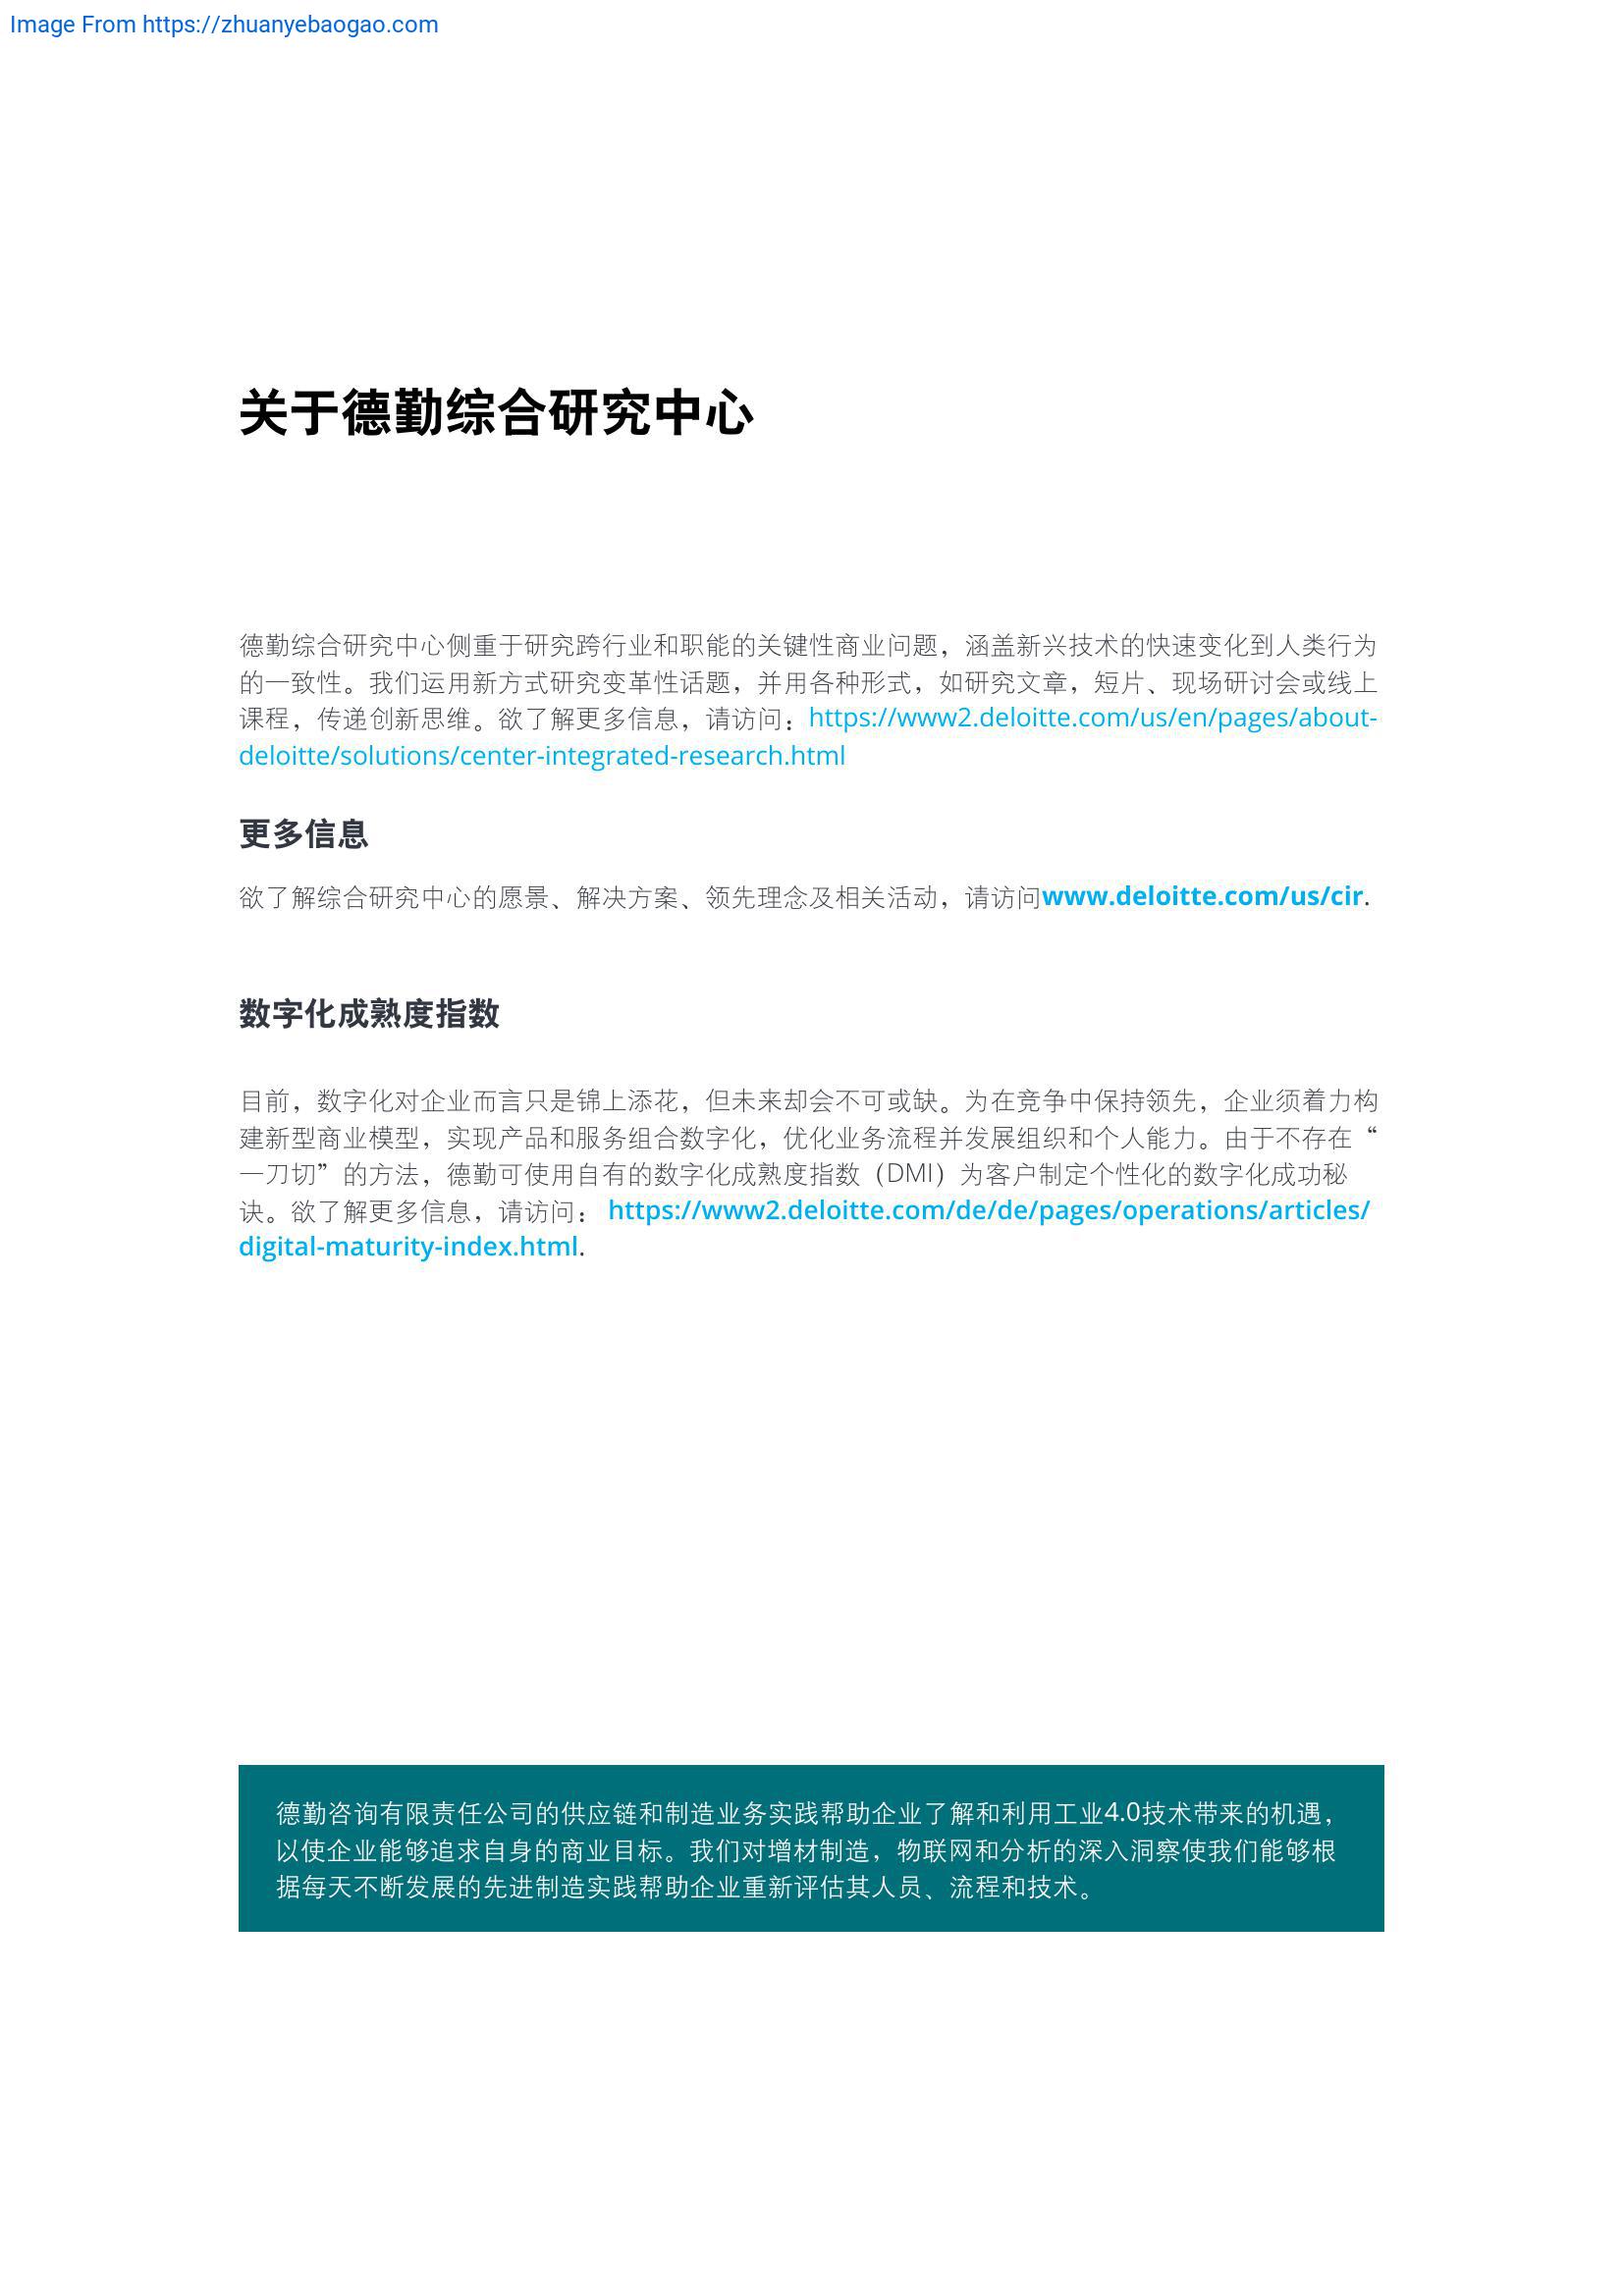 Image From https://zhuanyebaogao.com
关于德勤综合研究中心
德勤综合研究中心侧重于研究跨行业和职能的关键性商业问题，涵盖新兴技术的快速变化到人类行为
的一致性。我们运用新方式研究变革性话题，并用各种形式，如研究文章，短片、现场研讨会或线上
课程，传递创新思维。欲了解更多信息，请访问：https://www2.deloitte.com/us/en/pages/about-
deloitte/solutions/center-integrated-research.html
更多信息
欲了解综合研究中心的愿景、解决方案、领先理念及相关活动，请访问www.deloitte.com/us/cir.
数字化成熟度指数
目前，数字化对企业而言只是锦上添花，但未来却会不可或缺。为在竞争中保持领先，企业须着力构
建新型商业模型，实现产品和服务组合数字化，优化业务流程并发展组织和个人能力。由于不存在“
一刀切”的方法，德勤可使用自有的数字化成熟度指数（DMI）为客户制定个性化的数字化成功秘
诀。欲了解更多信息，请访问： https://www2.deloitte.com/de/de/pages/operations/articles/
digital-maturity-index.html.
德勤咨询有限责任公司的供应链和制造业务实践帮助企业了解和利用工业4.0技术带来的机遇，
以使企业能够追求自身的商业目标。我们对增材制造，物联网和分析的深入洞察使我们能够根
据每天不断发展的先进制造实践帮助企业重新评估其人员、流程和技术。